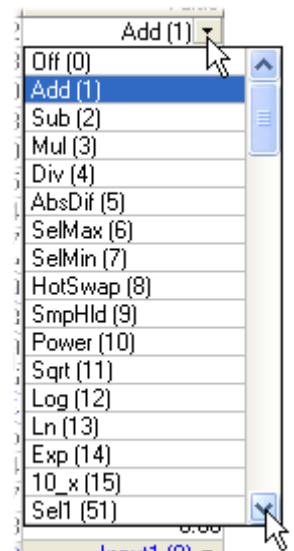 Add (1)
Off (0)
Add (1)
Sub (2)
Mul (3)
Div (4)
AbsDif (5)
SelMax (6)
SelMin (7)
HotSwap (8)
SmpHld (9)
Power (10)
Sqrt (11)
Log (12)
Ln (13)
Exp (14)
10_x (15)
Sel1 (51)